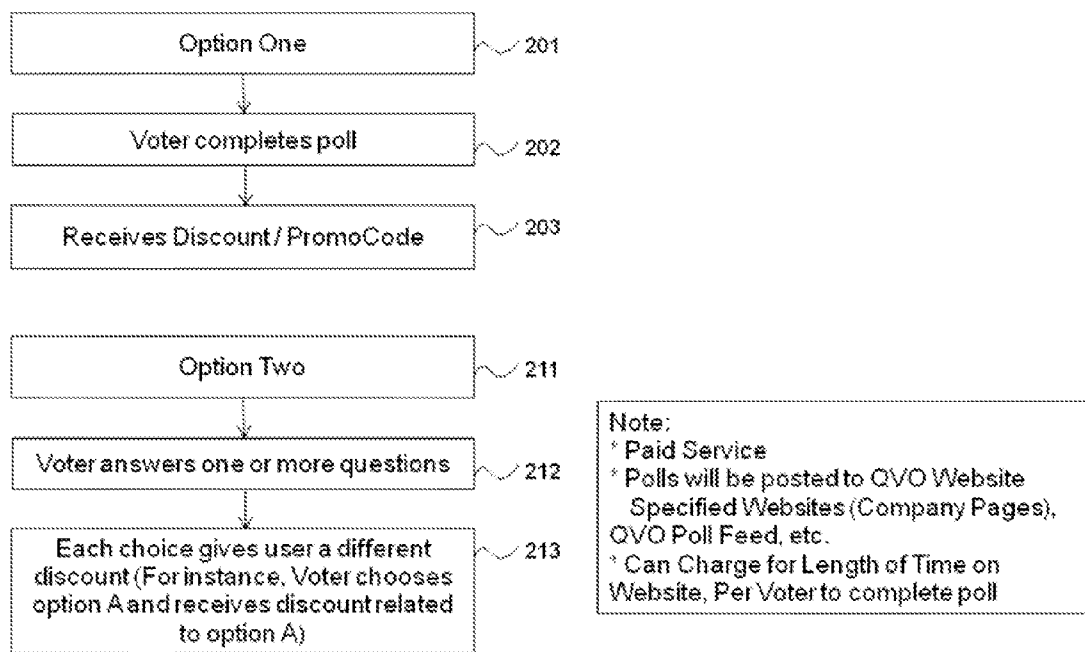 Option One
201
Voter completes poll
202
Receives Discount / PromoCode
203
Option Two
211
Voter answers one or more questions
212
Each choice gives user a different
discount (For instance, Voter chooses
option A and receives discount related
to option A)
213
Note:
* Paid Service
* Polls will be posted to QVO Website
Specified Websites (Company Pages),
QVO Poll Feed, etc.
* Can Charge for Length of Time on
Website, Per Voter to complete poll